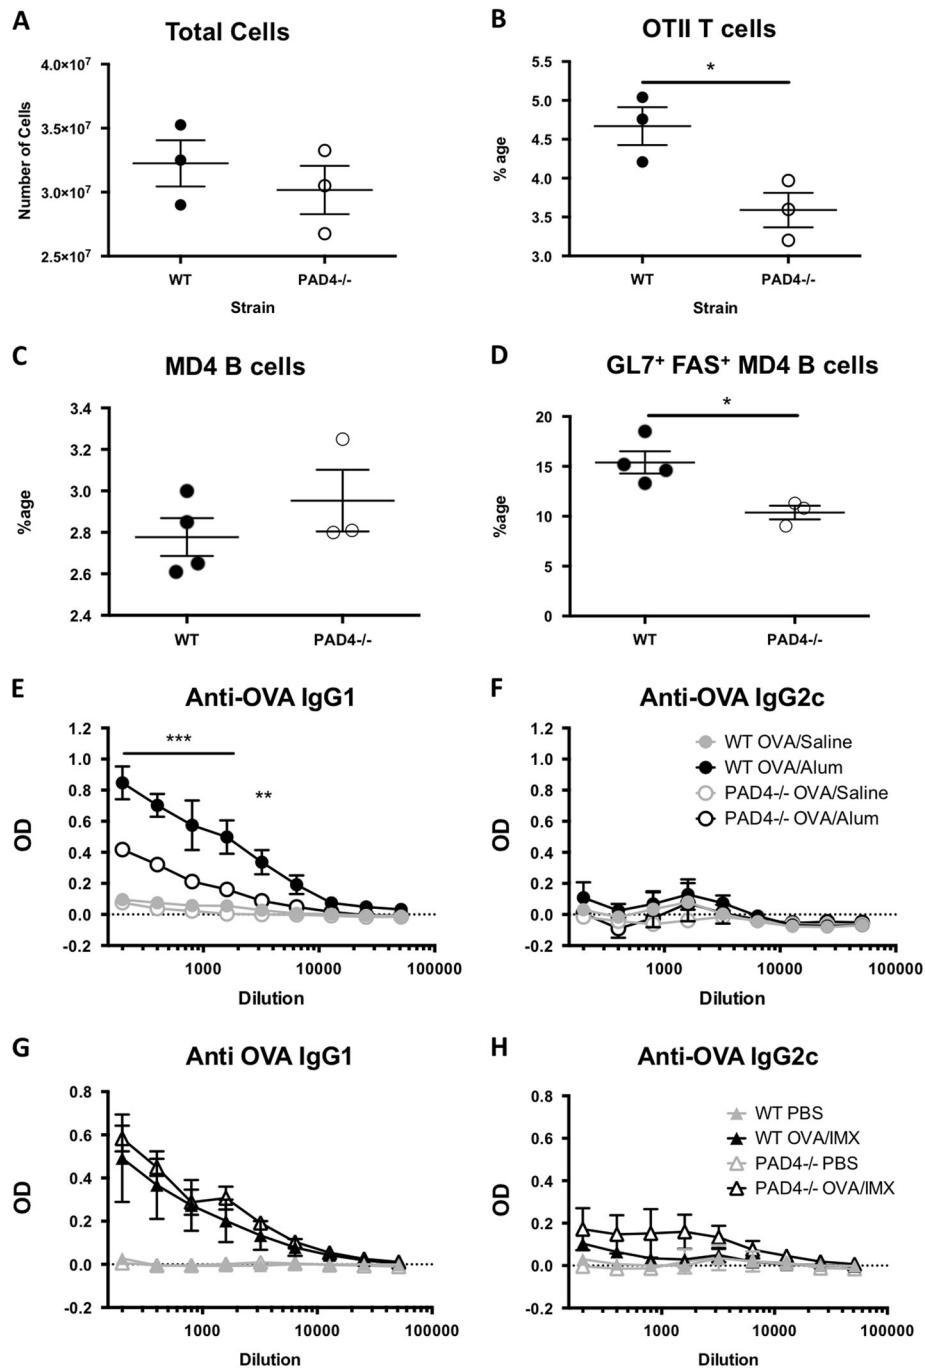 A
Total Cells
4.0×10⁷
3.5×10⁷
3.0×10⁷
2.5×10⁷
Number of Cells
WT
PAD4-/-
Strain
B
OTII T cells
*
5.5
5.0
4.5
4.0
3.5
3.0
% age
WT
PAD4-/-
Strain
C
MD4 B cells
3.4
3.2
3.0
2.8
2.6
2.4
%age
WT
PAD4-/-
D
GL7⁺ FAS⁺ MD4 B cells
*
20
15
10
5
0
%age
WT
PAD4-/-
E
Anti-OVA IgG1
***
**
1.2
1.0
0.8
0.6
0.4
0.2
0.0
-0.2
OD
1000
10000
100000
Dilution
F
Anti-OVA IgG2c
WT OVA/Saline
WT OVA/Alum
PAD4-/- OVA/Saline
PAD4-/- OVA/Alum
1.2
1.0
0.8
0.6
0.4
0.2
0.0
-0.2
OD
1000
10000
100000
Dilution
G
Anti OVA IgG1
0.8
0.6
0.4
0.2
0.0
-0.2
OD
1000
10000
100000
Dilution
H
Anti-OVA IgG2c
WT PBS
WT OVA/IMX
PAD4-/- PBS
PAD4-/- OVA/IMX
0.8
0.6
0.4
0.2
0.0
-0.2
OD
1000
10000
100000
Dilution